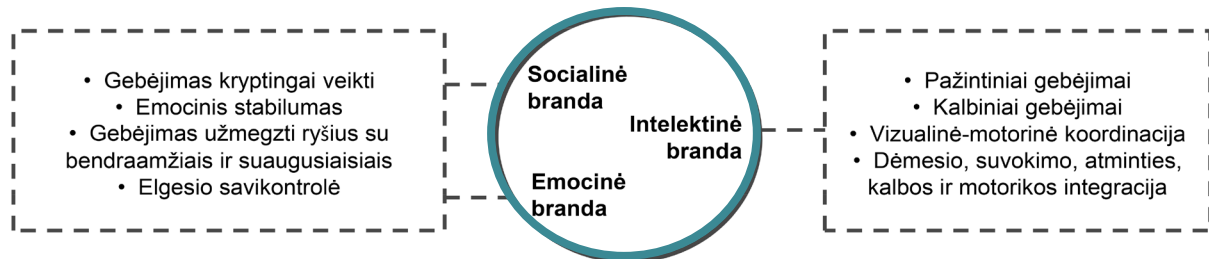 • Gebėjimas kryptingai veikti
• Emocinis stabilumas
• Gebėjimas užmegzti ryšius su
bendraamžiais ir suaugusiaisiais
• Elgesio savikontrolė
Socialinė
branda
Intelektinė
branda
Emocinė
branda
• Pažintiniai gebėjimai
• Kalbiniai gebėjimai
• Vizualinė-motorinė koordinacija
• Dėmesio, suvokimo, atminties,
kalbos ir motorikos integracija